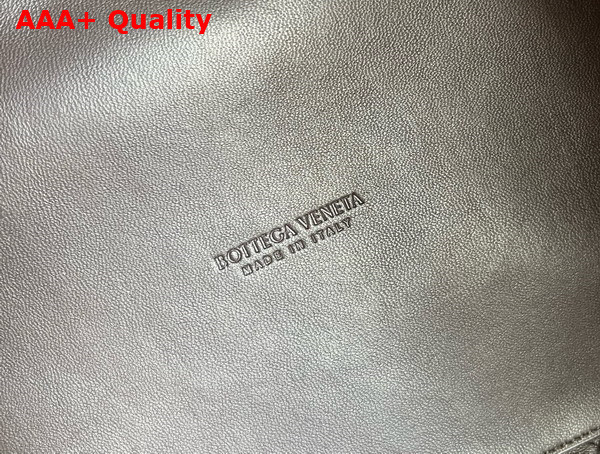 AAA+ Quality
BOTTEGA VENETA
MADE IN ITALY